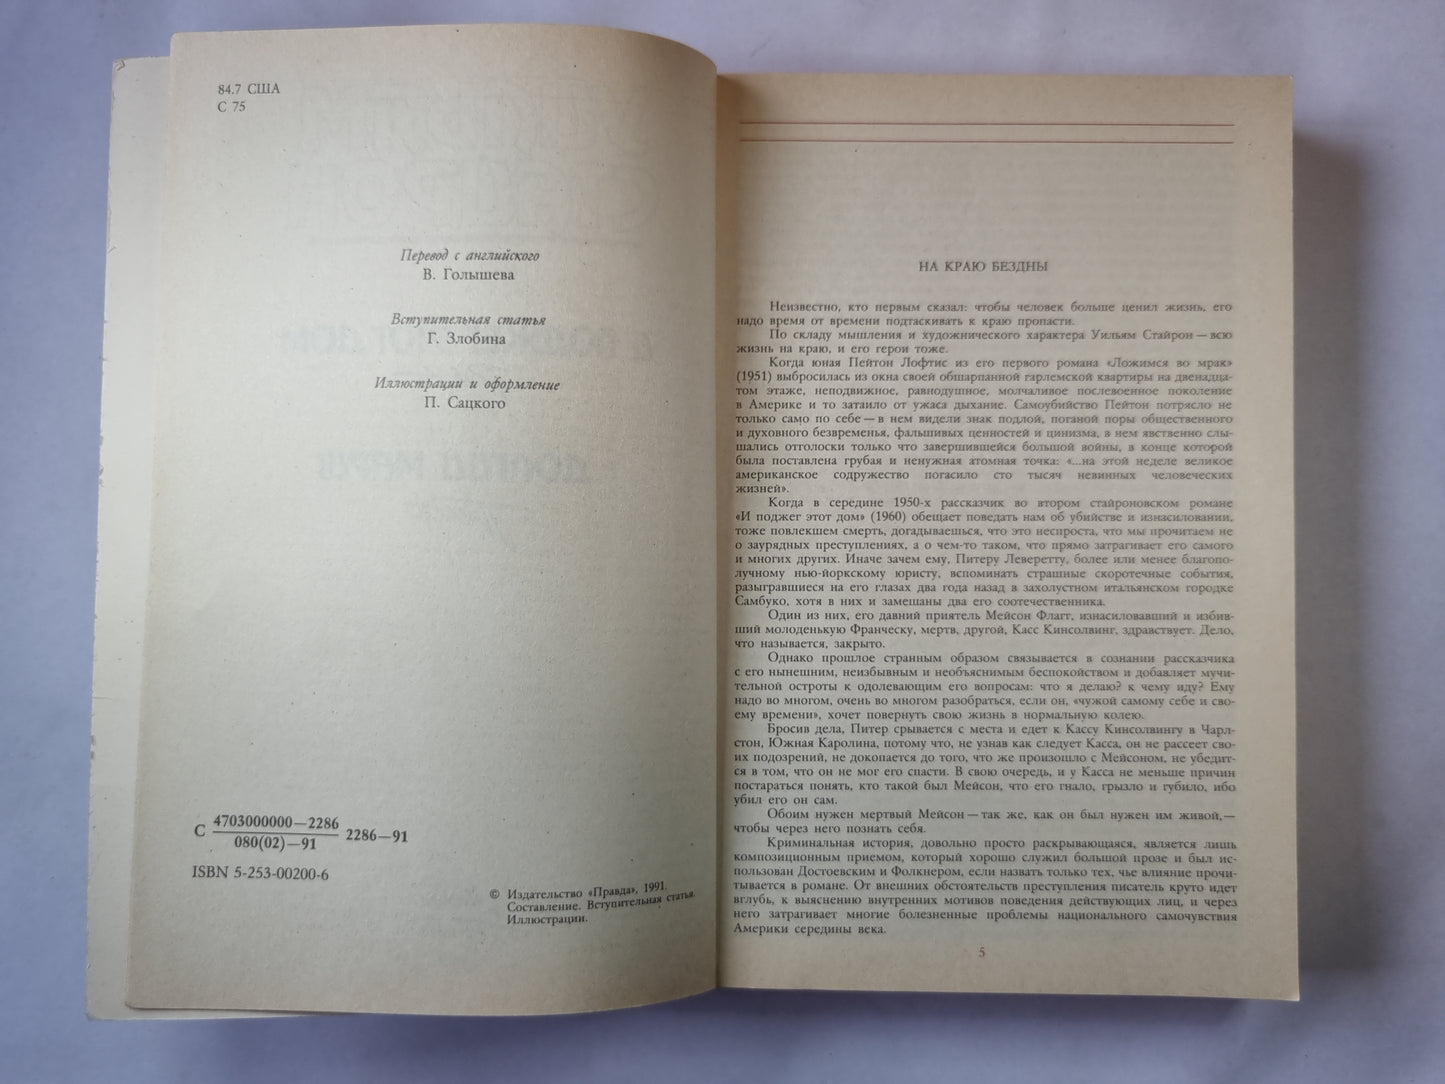 84.7 США
С 75
Перевод с английского
В. Голышева
Вступительная статья
Г. Злобина
Иллюстрации и оформление
П. Сацкого
С 4703000000—2286 2286—91
080(02)—91
ISBN 5-253-00200-6
© Издательство «Правда», 1991.
Составление. Вступительная статья.
Иллюстрации.
НА КРАЮ БЕЗДНЫ
Неизвестно, кто первым сказал: чтобы человек больше ценил жизнь, его
надо время от времени подтаскивать к краю пропасти.
По складу мышления и художнического характера Уильям Стайрон — всю
жизнь на краю, и его герои тоже.
Когда юная Пейтон Лофтис из его первого романа «Ложимся во мрак»
(1951) выбросилась из окна своей обшарпанной гарлемской квартиры на двенадца-
том этаже, неподвижное, равнодушное, молчаливое послевоенное поколение
в Америке и то затаило от ужаса дыхание. Самоубийство Пейтон потрясло не
только само по себе — в нем видели знак подлой, поганой поры общественного
и духовного безвременья, фальшивых ценностей и цинизма, в нем явственно слы-
шались отголоски только что завершившейся большой войны, в конце которой
была поставлена грубая и ненужная атомная точка: «...на этой неделе великое
американское содружество погасило сто тысяч невинных человеческих
жизней».
Когда в середине 1950-х рассказчик во втором стайроновском романе
«И поджег этот дом» (1960) обещает поведать нам об убийстве и изнасиловании,
тоже повлекшем смерть, догадываешься, что это неспроста, что мы прочитаем не
о заурядных преступлениях, а о чем-то таком, что прямо затрагивает его самого
и многих других. Иначе зачем ему, Питеру Леверетту, более или менее благопо-
лучному нью-йоркскому юристу, вспоминать страшные скоротечные события,
разыгравшиеся на его глазах два года назад в захолустном итальянском городке
Самбуко, хотя в них и замешаны два его соотечественника.
Один из них, его давний приятель Мейсон Флагг, изнасиловавший и избив-
ший молоденькую Франческу, мертв, другой, Касс Кинсолвинг, здравствует. Дело,
что называется, закрыто.
Однако прошлое странным образом связывается в сознании рассказчика
с его нынешним, неизбывным и необъяснимым беспокойством и добавляет мучи-
тельной остроты к одолевающим его вопросам: что я делаю? к чему иду? Ему
надо во многом, очень во многом разобраться, если он, «чужой самому себе и сво-
ему времени», хочет повернуть свою жизнь в нормальную колею.
Бросив дела, Питер срывается с места и едет к Кассу Кинсолвингу в Чарл-
стон, Южная Каролина, потому что, не узнав как следует Касса, он не рассеет сво-
их подозрений, не докопается до того, что же произошло с Мейсоном, не убедит-
ся в том, что он не мог его спасти. В свою очередь, и у Касса не меньше причин
постараться понять, кто такой был Мейсон, что его гнало, грызло и губило, ибо
убил его он сам.
Обоим нужен мертвый Мейсон — так же, как он был нужен им живой,—
чтобы через него познать себя.
Криминальная история, довольно просто раскрывающаяся, является лишь
композиционным приемом, который хорошо служил большой прозе и был ис-
пользован Достоевским и Фолкнером, если назвать только тех, чье влияние прочи-
тывается в романе. От внешних обстоятельств преступления писатель круто идет
вглубь, к выяснению внутренних мотивов поведения действующих лиц, и через
него затрагивает многие болезненные проблемы национального самочувствия
Америки середины века.
5